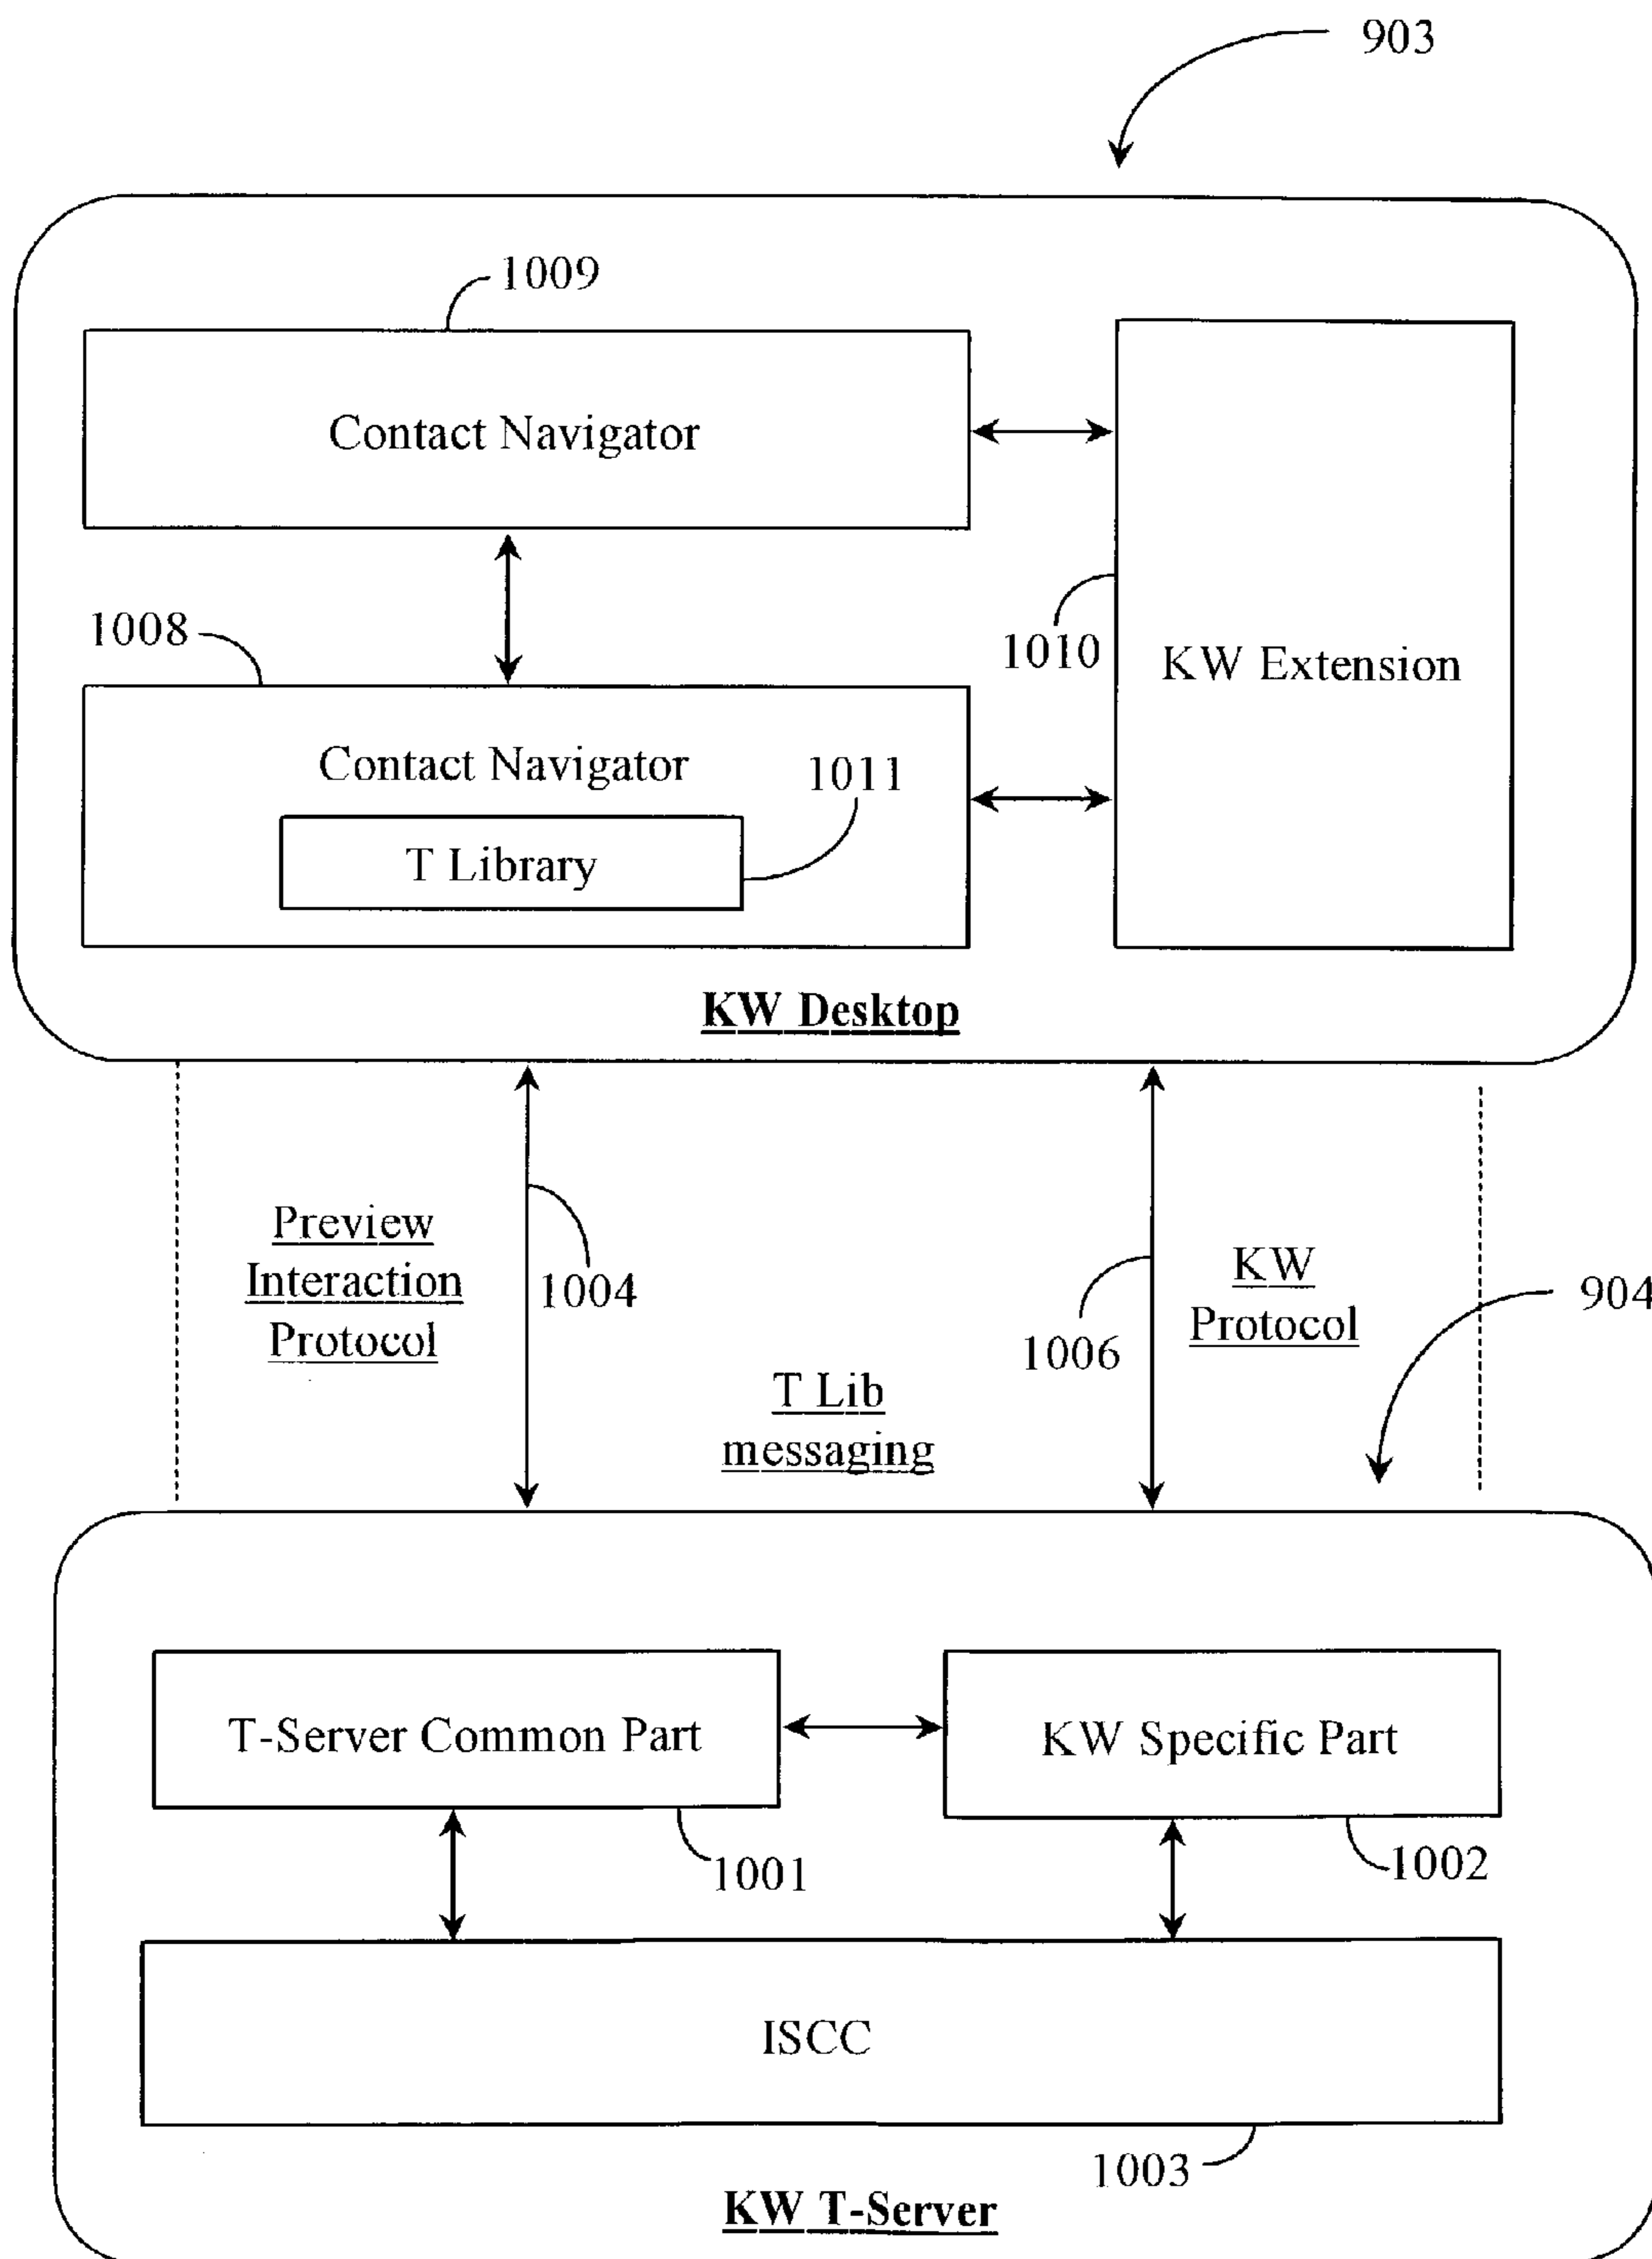 903
1009
Contact Navigator
1008
1010
KW Extension
Contact Navigator
1011
T Library
KW Desktop
Preview
Interaction
Protocol
1004
1006
KW
Protocol
904
T Lib
messaging
T-Server Common Part
KW Specific Part
1001
1002
ISCC
1003
KW T-Server